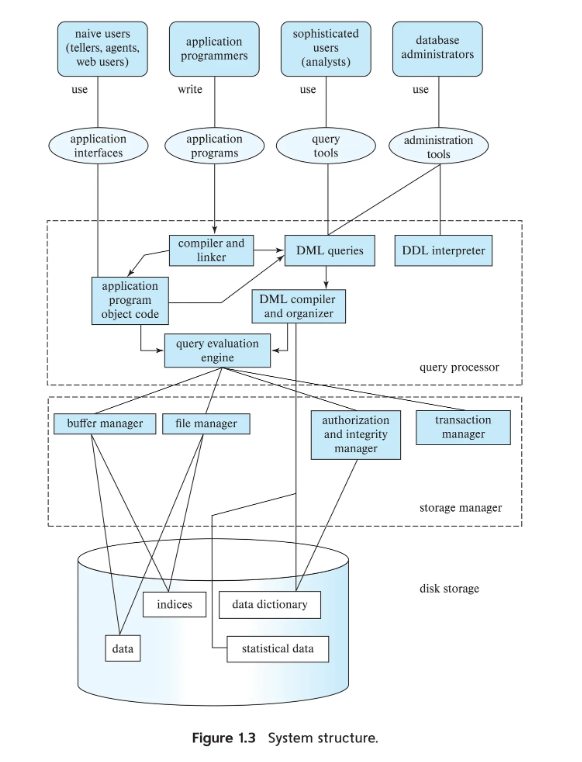 naive users
(tellers, agents,
web users)
application
programmers
sophisticated
users
(analysts)
database
administrators
use
write
use
use
application
interfaces
application
programs
query
tools
administration
tools
compiler and
linker
DML queries
DDL interpreter
application
program
object code
DML compiler
and organizer
query evaluation
engine
query processor
buffer manager
file manager
authorization
and integrity
manager
transaction
manager
storage manager
disk storage
indices
data dictionary
data
statistical data
Figure 1.3 System structure.